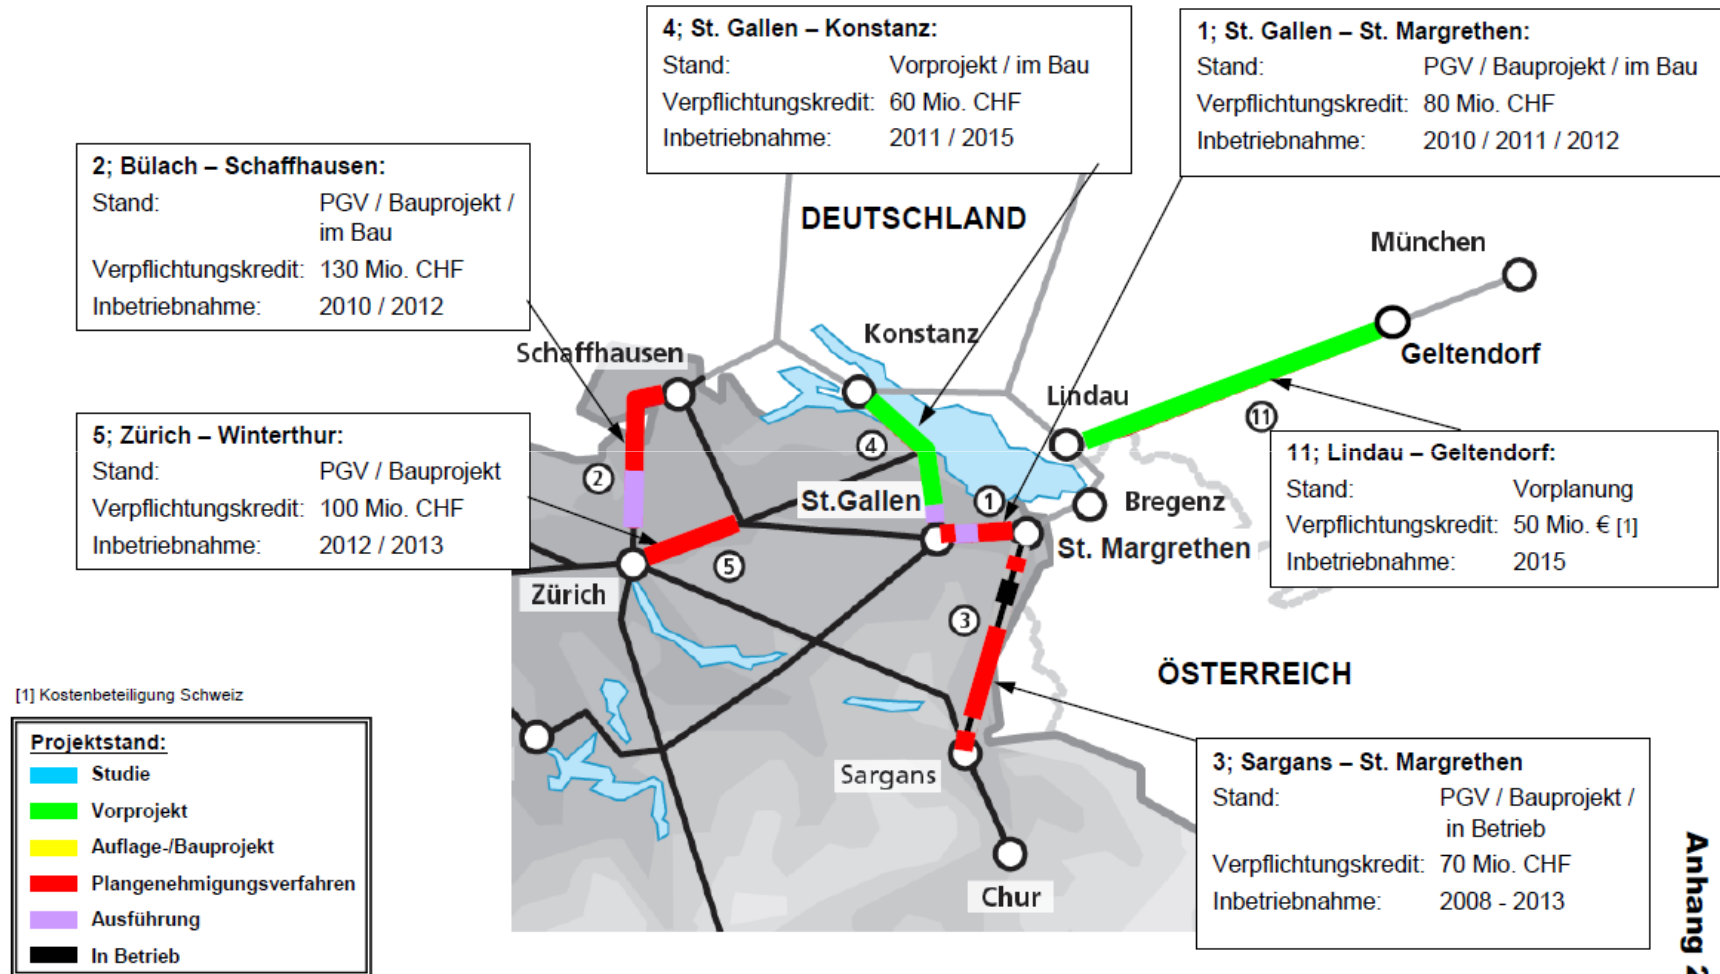 4; St. Gallen – Konstanz:
Stand: Vorprojekt / im Bau
Verpflichtungskredit: 60 Mio. CHF
Inbetriebnahme: 2011 / 2015
1; St. Gallen – St. Margrethen:
Stand: PGV / Bauprojekt / im Bau
Verpflichtungskredit: 80 Mio. CHF
Inbetriebnahme: 2010 / 2011 / 2012
2; Bülach – Schaffhausen:
Stand: PGV / Bauprojekt /
im Bau
Verpflichtungskredit: 130 Mio. CHF
Inbetriebnahme: 2010 / 2012
DEUTSCHLAND
München
Konstanz
Schaffhausen
Geltendorf
Lindau
11
5; Zürich – Winterthur:
Stand: PGV / Bauprojekt
Verpflichtungskredit: 100 Mio. CHF
Inbetriebnahme: 2012 / 2013
4
2
11; Lindau – Geltendorf:
Stand: Vorplanung
Verpflichtungskredit: 50 Mio. € [1]
Inbetriebnahme: 2015
St.Gallen
1
Bregenz
St. Margrethen
5
Zürich
3
ÖSTERREICH
[1] Kostenbeteiligung Schweiz
Projektstand:
Studie
Vorprojekt
Auflage-/Bauprojekt
Plangenehmigungsverfahren
Ausführung
In Betrieb
Sargans
Chur
3; Sargans – St. Margrethen
Stand: PGV / Bauprojekt /
in Betrieb
Verpflichtungskredit: 70 Mio. CHF
Inbetriebnahme: 2008 - 2013
Anhang 2